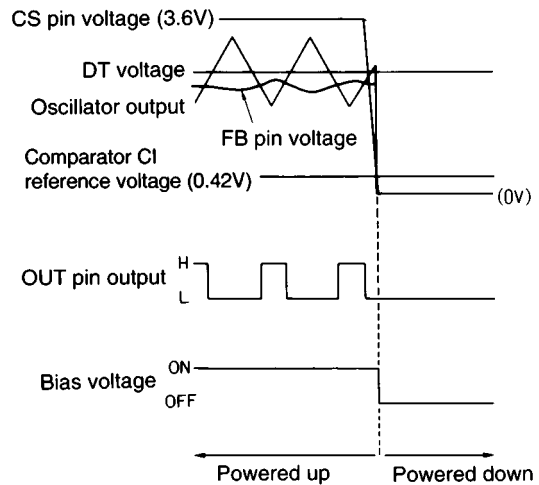 CS pin voltage (3.6V)
DT voltage
Oscillator output
FB pin voltage
Comparator CI
reference voltage (0.42V)
(0V)
OUT pin output
H
L
Bias voltage
ON
OFF
Powered up
Powered down